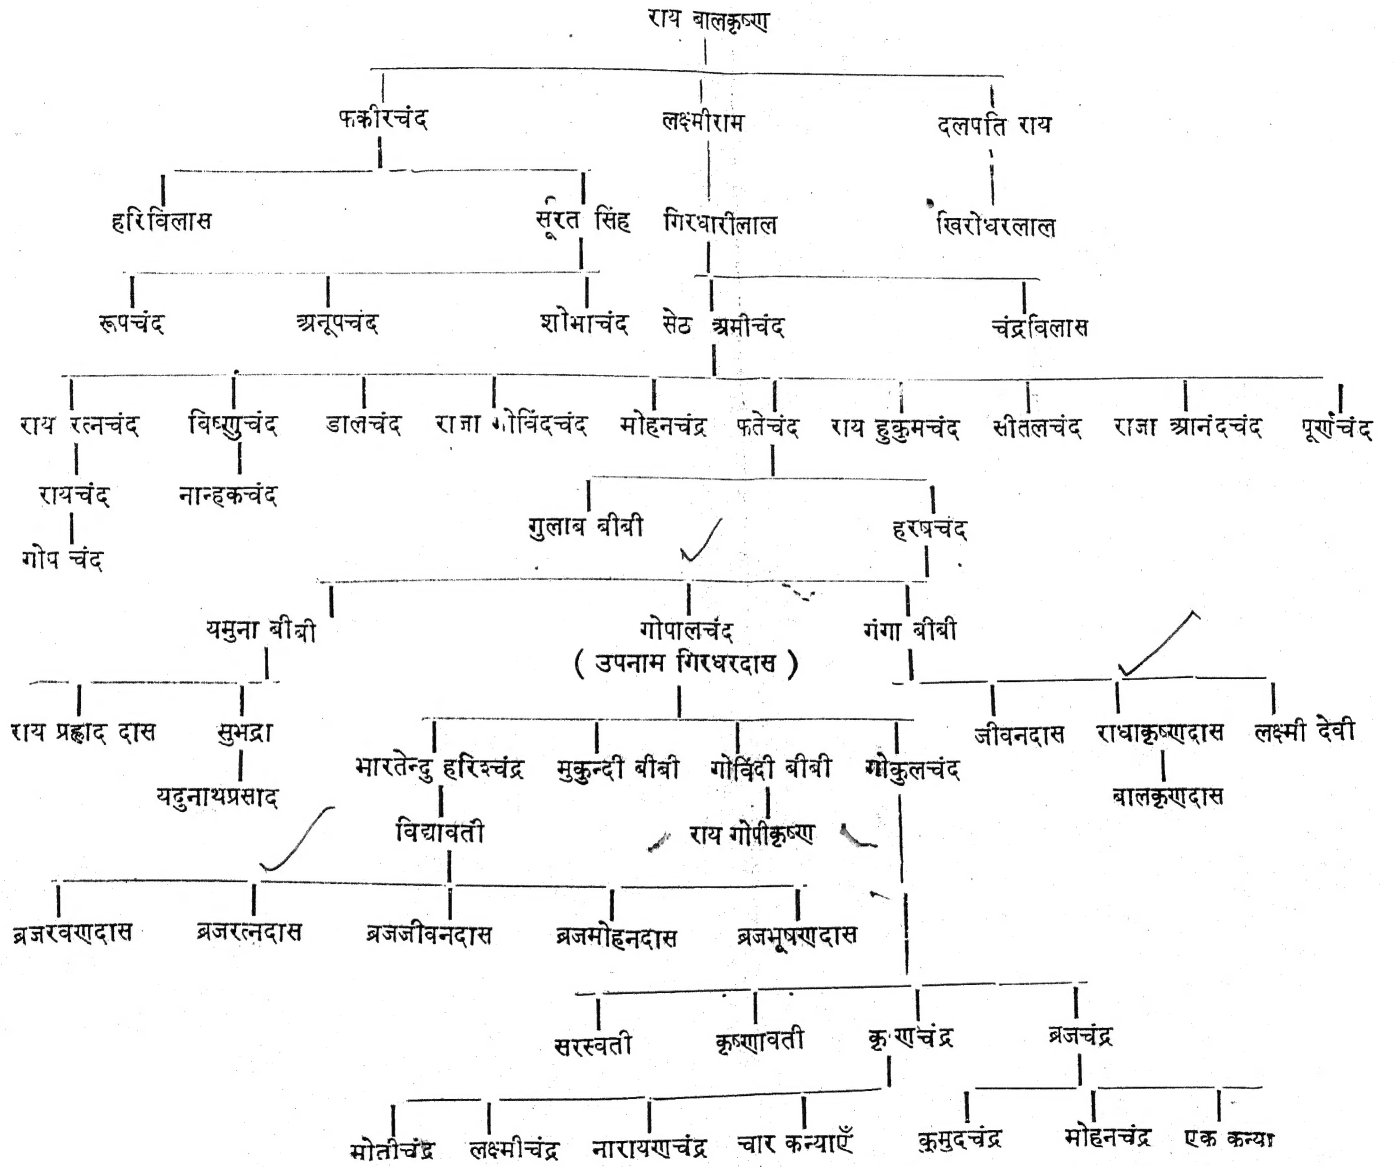 राय बालकृष्ण
फकीरचंद लक्ष्मीराम दलपति राय
हरिविलास सूरत सिंह गिरधारीलाल खिरोधरलाल
रूपचंद अनूपचंद शोभाचंद सेठ अमीचंद चंद्रविलास
राय रत्नचंद विष्णुचंद डालचंद राजा गोविंदचंद मोहनचंद्र फतेचंद राय हुकुमचंद सीतलचंद राजा आनंदचंद पूर्णचंद
रायचंद नान्हकचंद
गुलाब बीबी हरषचंद
गोप चंद
यमुना बीबी गोपालचंद गंगा बीबी
( उपनाम गिरधरदास )
राय प्रह्लाद दास सुभद्रा जीवनदास राधाकृष्णदास लक्ष्मी देवी
भारतेन्दु हरिश्चंद्र मुकुन्दी बीबी गोविंदी बीबी गोकुलचंद
यदुनाथप्रसाद बालकृणदास
विद्यावती राय गोपीकृष्ण
ब्रजरवणदास ब्रजरत्नदास ब्रजजीवनदास ब्रजमोहनदास ब्रजभूषणदास
सरस्वती कृष्णावती कृष्णचंद्र ब्रजचंद्र
मोतीचंद्र लक्ष्मीचंद्र नारायणचंद्र चार कन्याएँ कुमुदचंद्र मोहनचंद्र एक कन्या